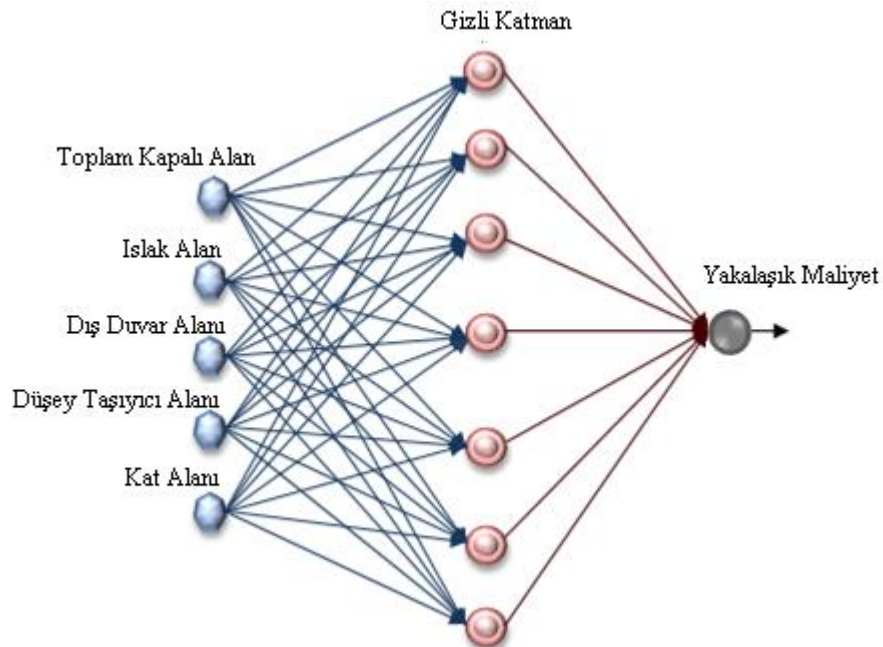 Gizli Katman
Toplam Kapalı Alan
Islak Alan
Yakalaşık Maliyet
Dış Duvar Alanı
Düşey Taşıyıcı Alanı
Kat Alanı